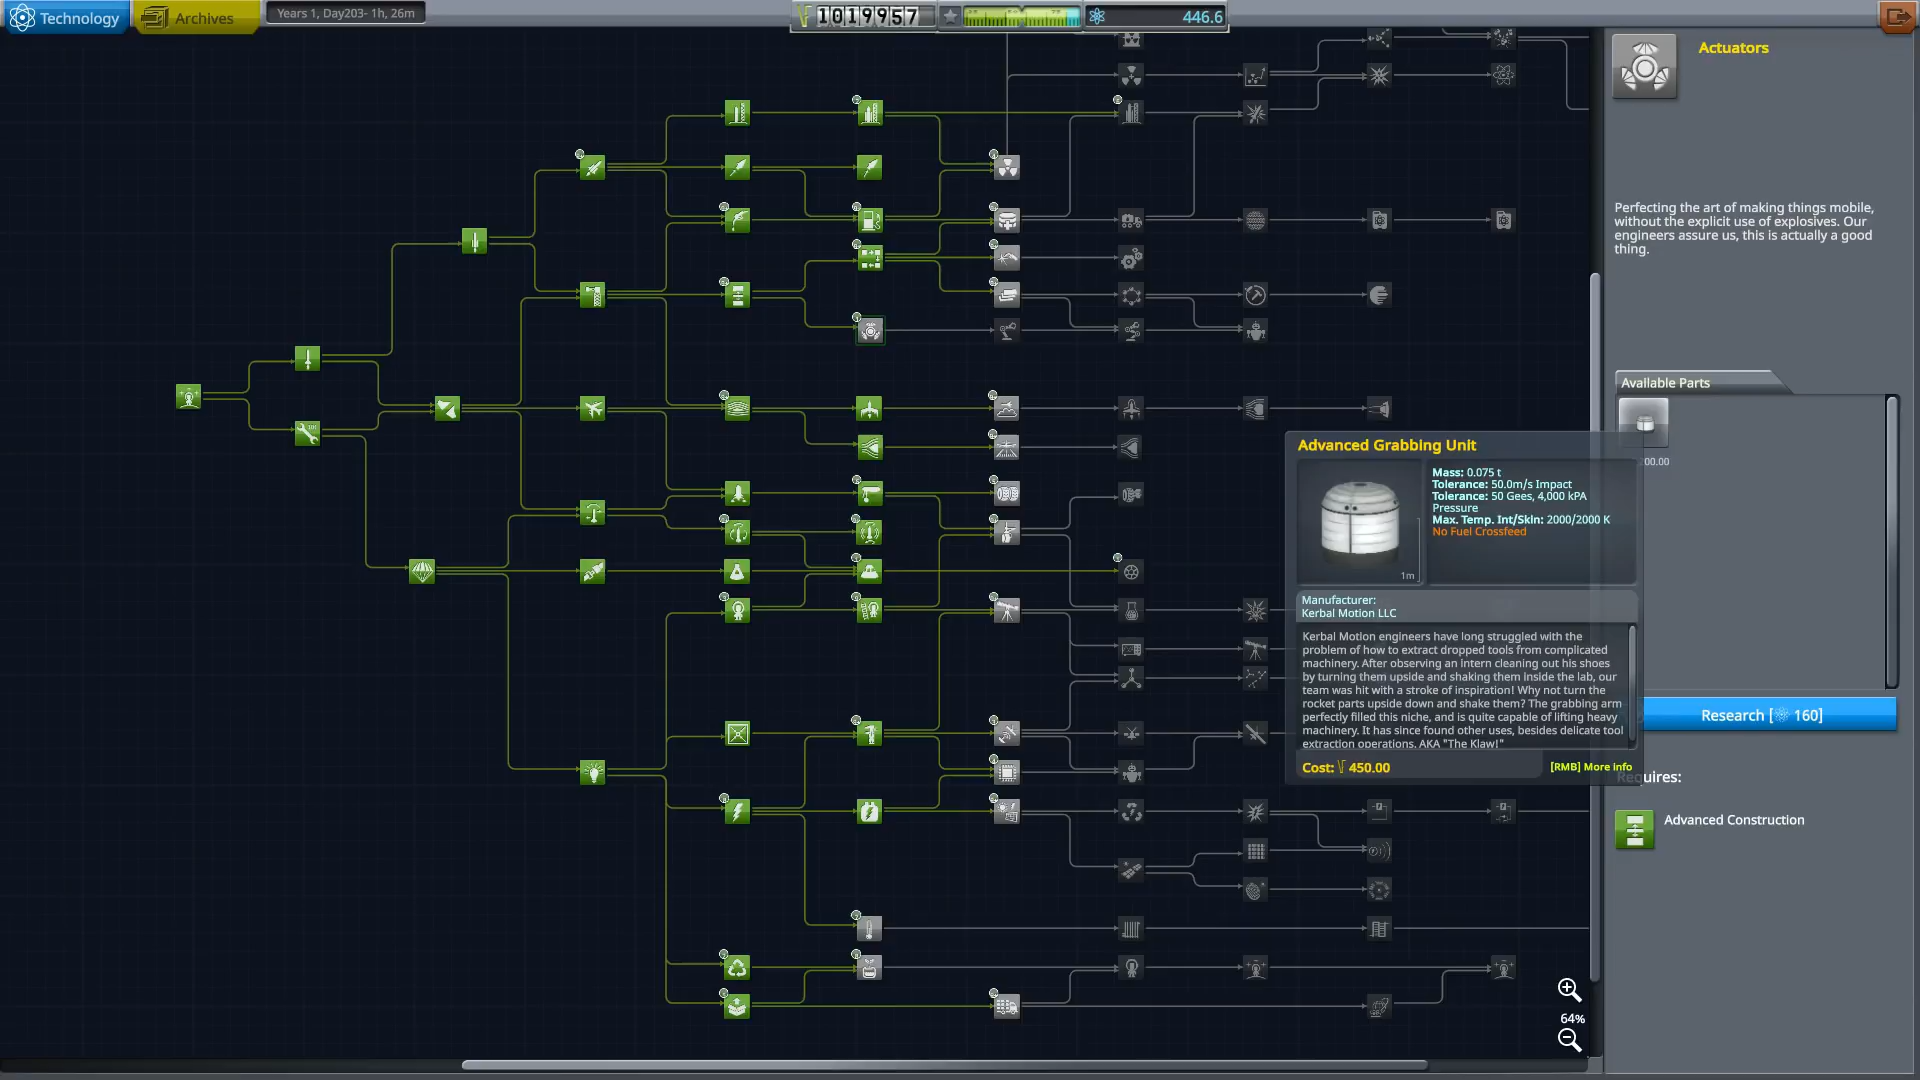 Technology
Archives
Years 1, Day203- 1h, 26m
1019957
446.6
Actuators
Perfecting the art of making things mobile,
without the explicit use of explosives. Our
engineers assure us, this is actually a good
thing.
Available Parts
00.00
Advanced Grabbing Unit
Mass: 0.075 t
Tolerance: 50.0m/s Impact
Tolerance: 50 Gees, 4,000 kPa
Pressure
Max. Temp. Int/Skin: 2000/2000 K
No Fuel Crossfeed
1m
Manufacturer:
Kerbal Motion LLC
Kerbal Motion engineers have long struggled with the
problem of how to extract dropped tools from complicated
machinery. After observing an intern cleaning out his shoes
by turning them upside and shaking them inside the lab, our
team was hit with a stroke of inspiration! Why not turn the
rocket parts upside down and shake them? The grabbing arm
perfectly filled this niche, and is quite capable of lifting heavy
machinery. It has since found other uses, besides delicate tool
extraction operations. AKA "The Klaw!"
Cost: 450.00
[RMB] More info
Research [160]
Requires:
Advanced Construction
64%